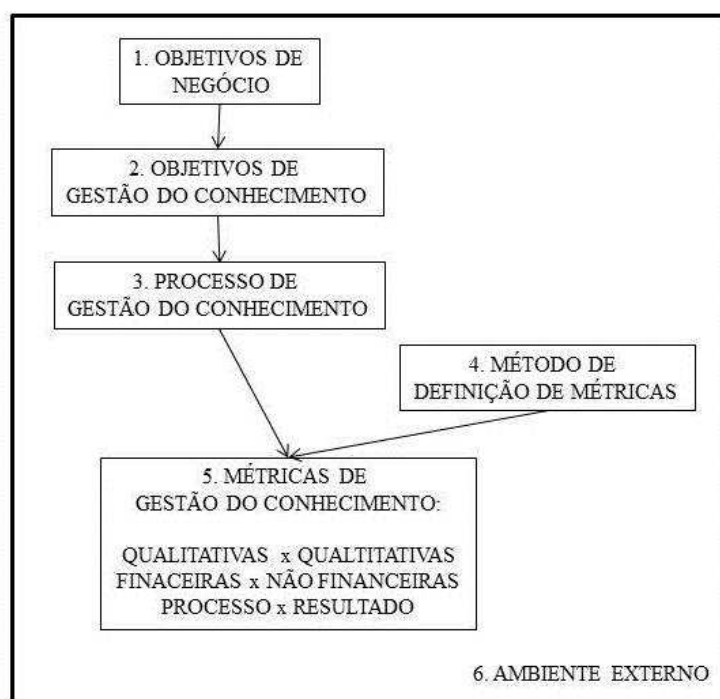 1. OBJETIVOS DE
NEGÓCIO
2. OBJETIVOS DE
GESTÃO DO CONHECIMENTO
3. PROCESSO DE
GESTÃO DO CONHECIMENTO
4. MÉTODO DE
DEFINIÇÃO DE MÉTRICAS
5. MÉTRICAS DE
GESTÃO DO CONHECIMENTO:
QUALITATIVAS x QUALTITATIVAS
FINACEIRAS x NÃO FINANCEIRAS
PROCESSO x RESULTADO
6. AMBIENTE EXTERNO